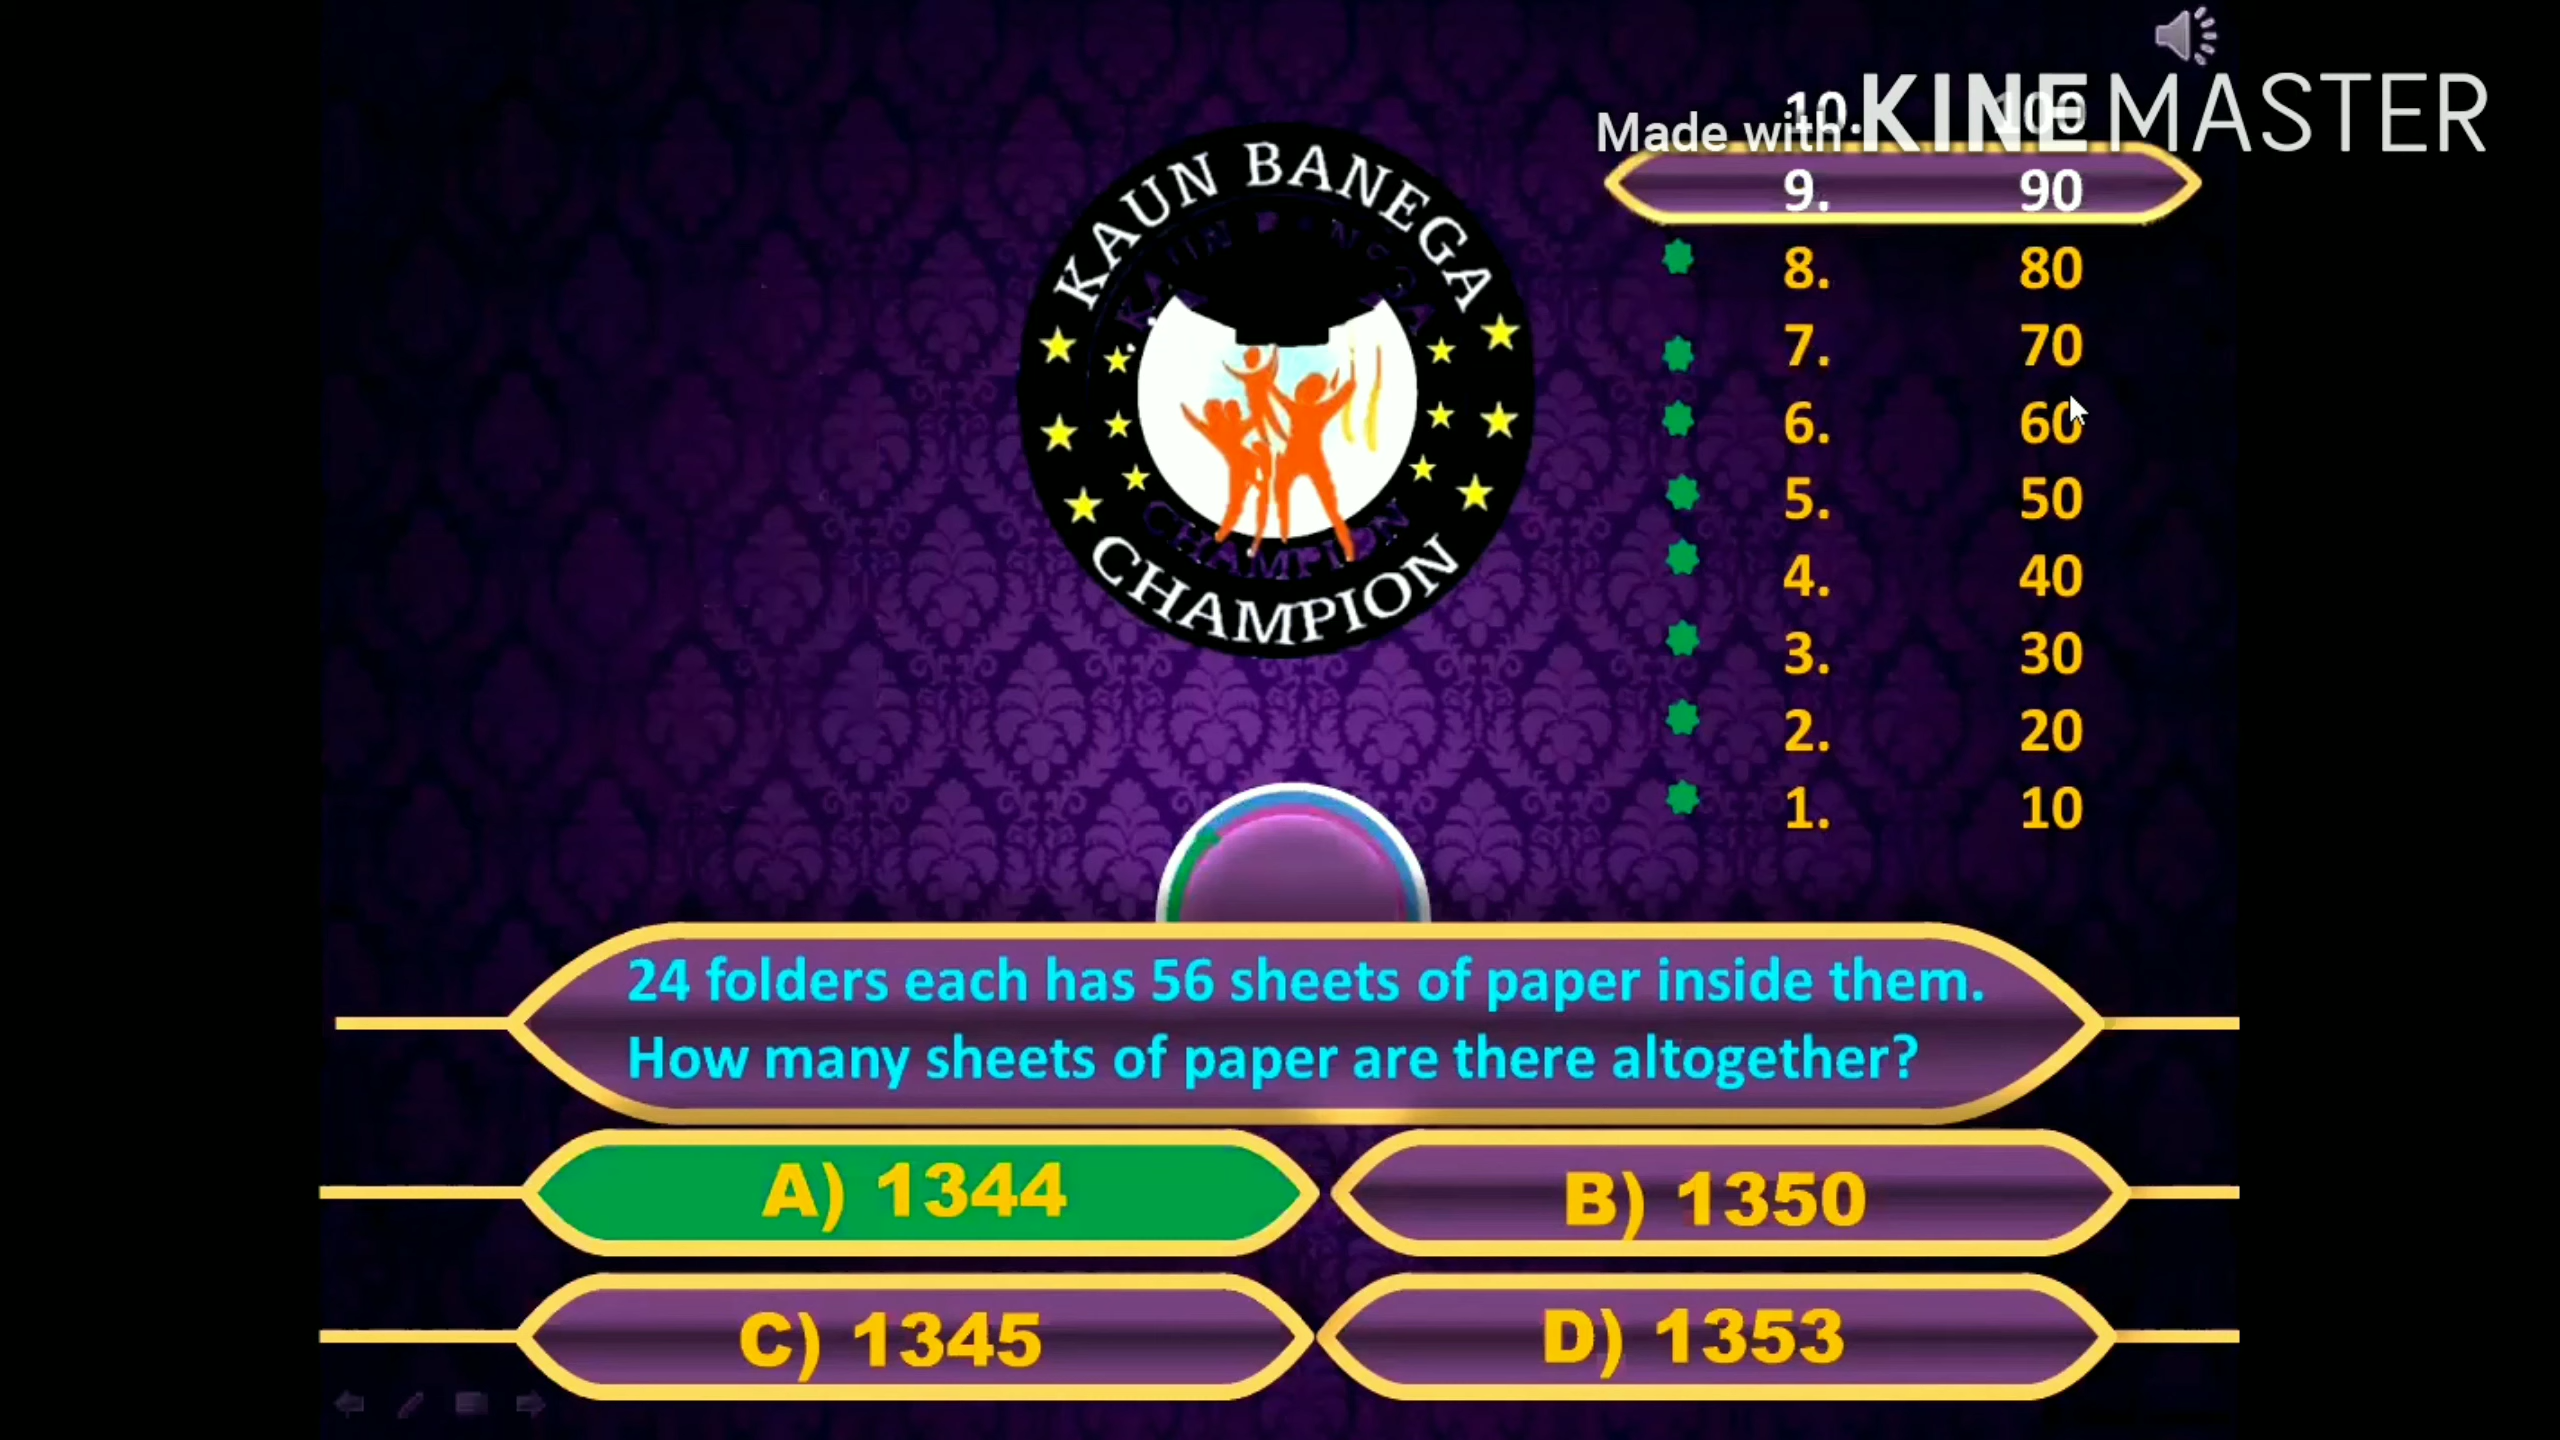 Made with KINEMASTER
KAUN BANEGA
CHAMPION
10. 100
9. 90
8. 80
7. 70
6. 60
5. 50
4. 40
3. 30
2. 20
1. 10
24 folders each has 56 sheets of paper inside them.
How many sheets of paper are there altogether?
A) 1344
B) 1350
C) 1345
D) 1353